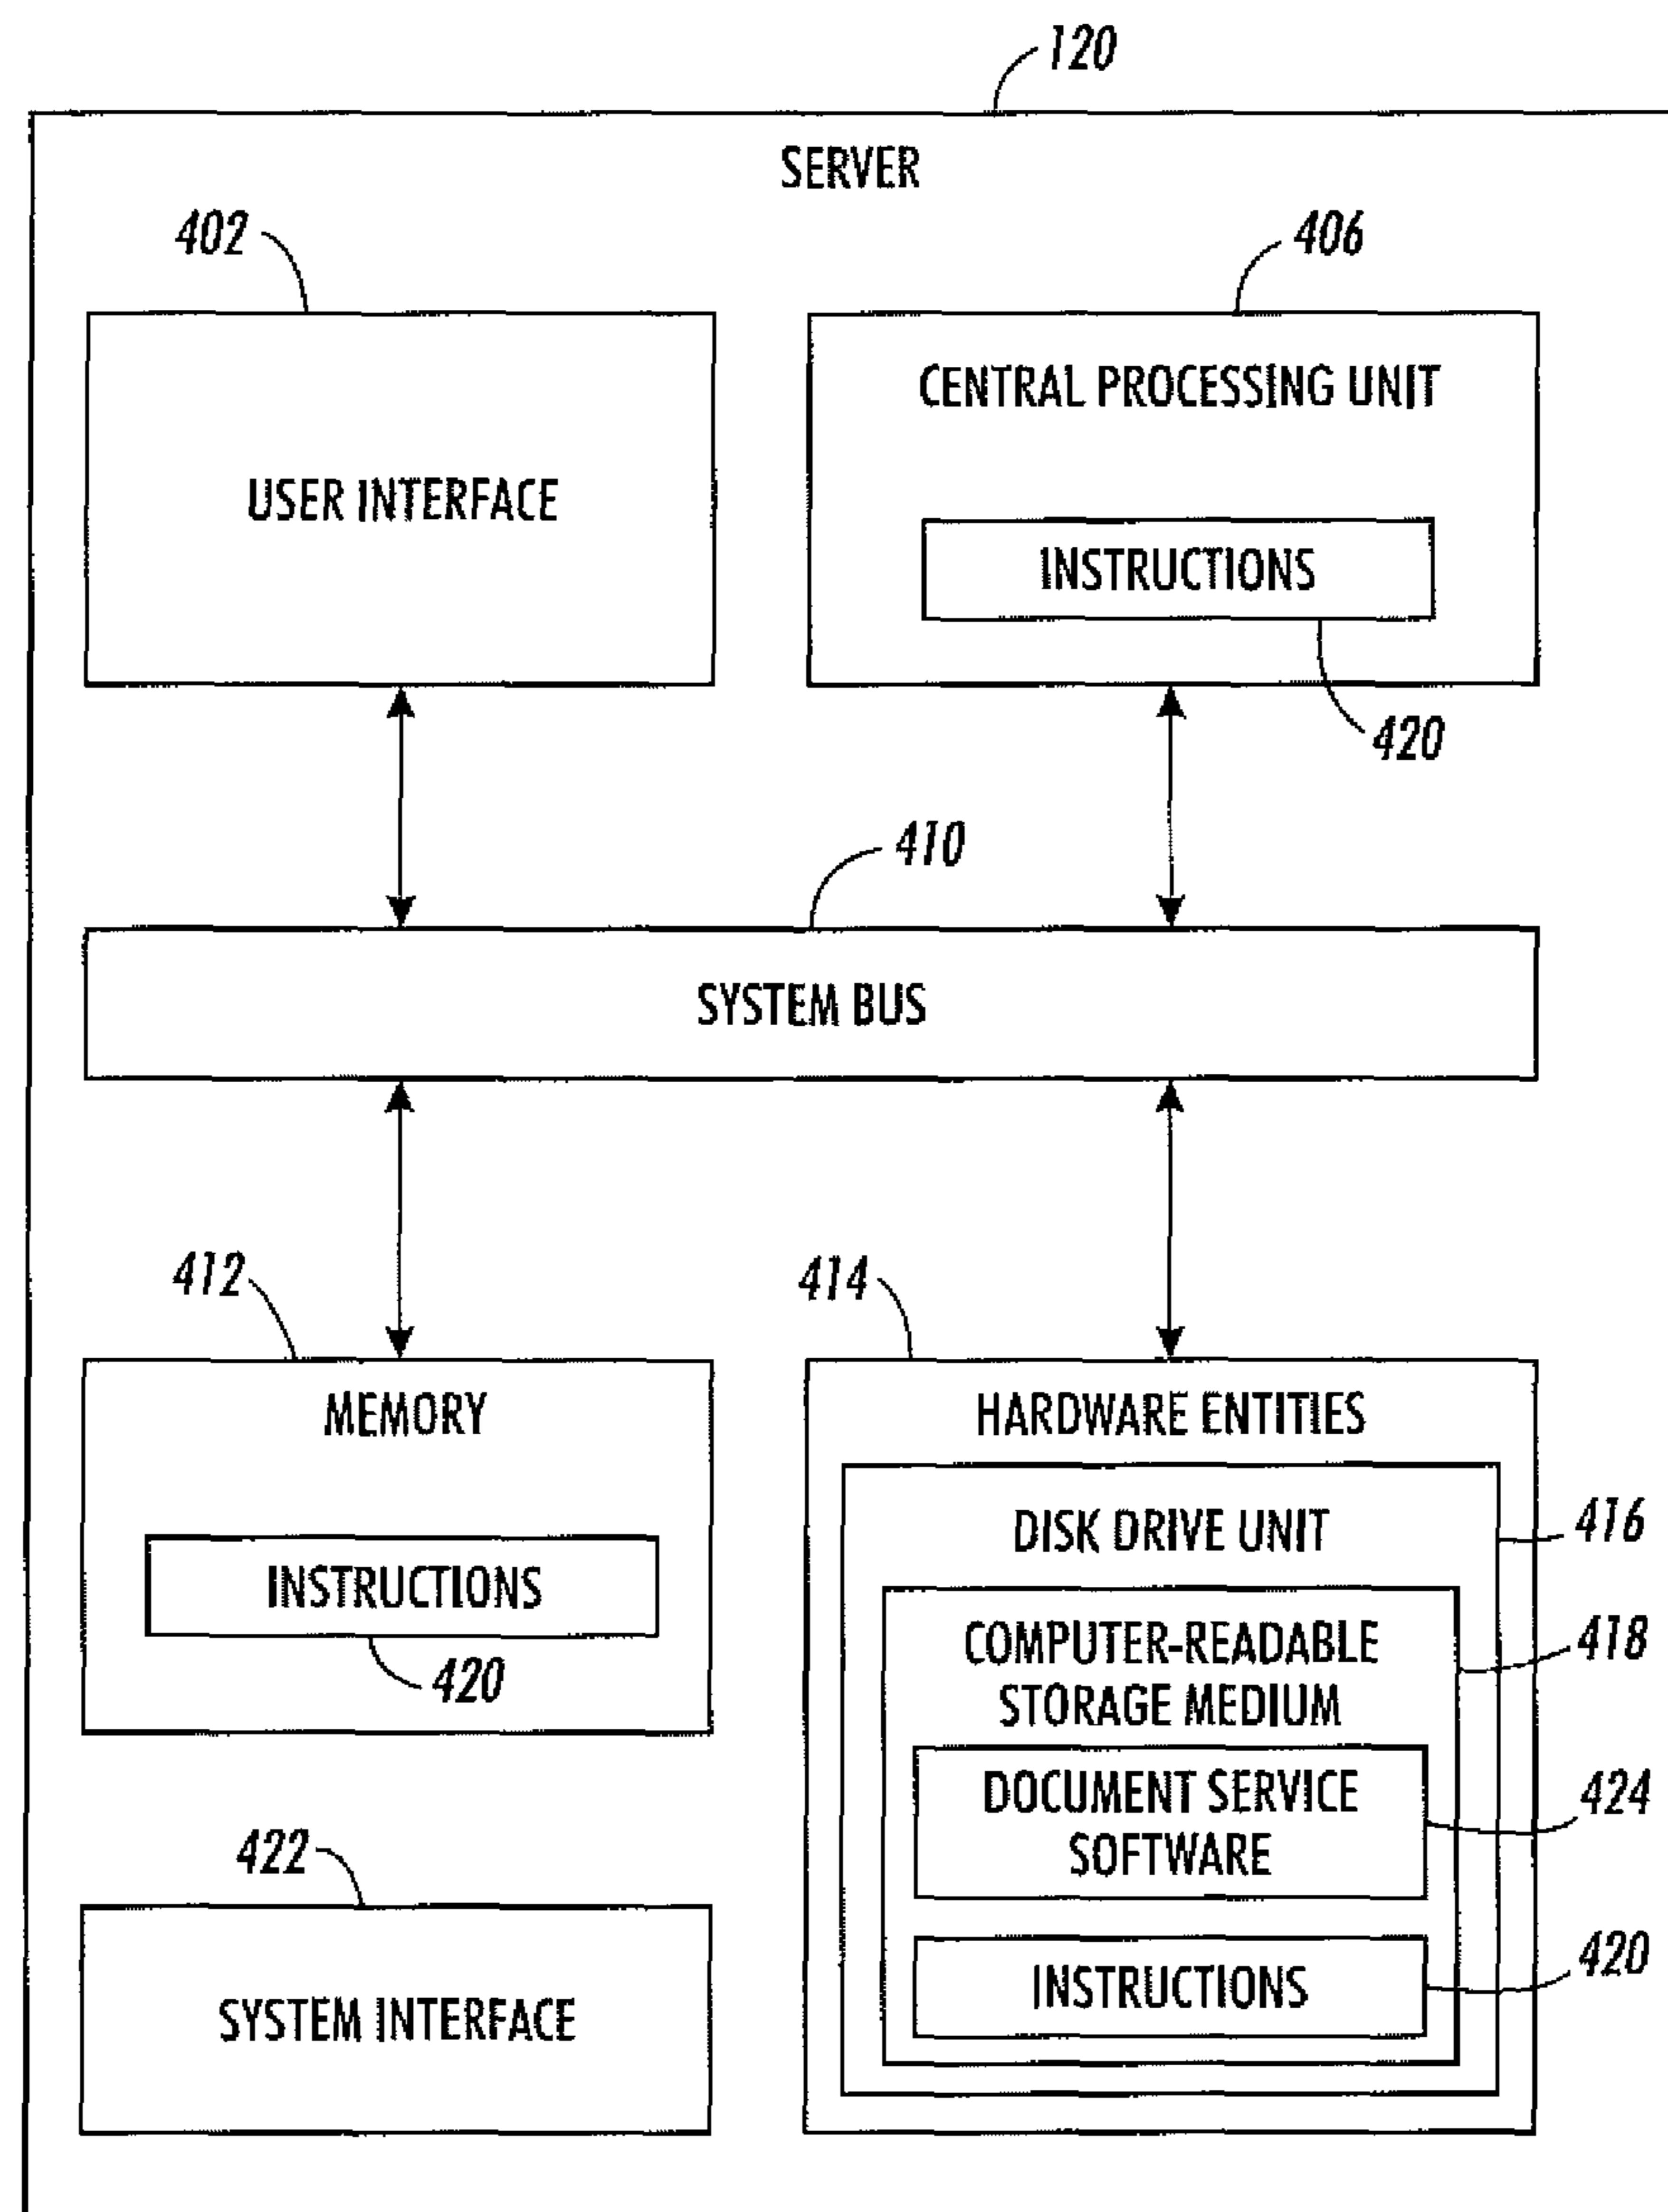 120
SERVER
402
406
USER INTERFACE
CENTRAL PROCESSING UNIT
INSTRUCTIONS
420
410
SYSTEM BUS
412
414
MEMORY
INSTRUCTIONS
420
HARDWARE ENTITIES
DISK DRIVE UNIT
416
COMPUTER-READABLE
STORAGE MEDIUM
418
DOCUMENT SERVICE
SOFTWARE
424
INSTRUCTIONS
420
422
SYSTEM INTERFACE